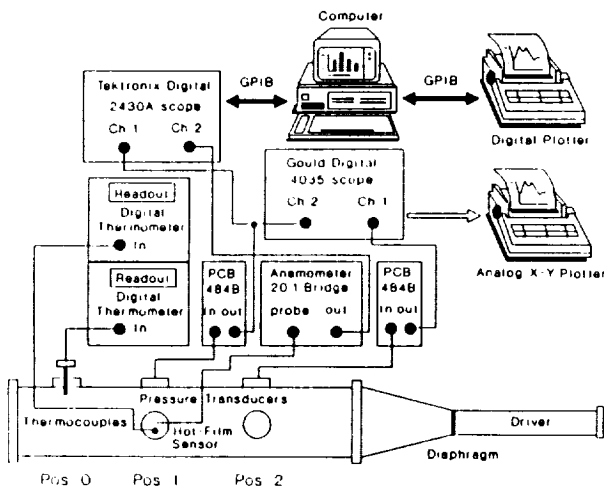 Computer
GPIB
GPIB
Tektronix Digital
2430A scope
Ch 1 Ch 2
Digital Plotter
Gould Digital
4035 scope
Ch 2 Ch 1
Readout
Digital
Thermometer
In
Analog X-Y Plotter
Readout
Digital
Thermometer
In
PCB
484B
In out
Anemometer
20:1 Bridge
probe out
PCB
484B
In out
Pressure Transducers
Thermocouples
Hot-Film
Sensor
Driver
Diaphragm
Pos 0 Pos 1 Pos 2